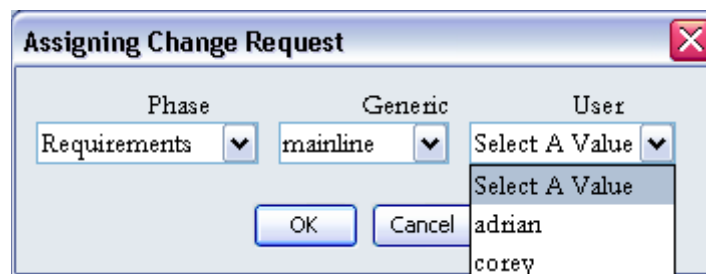 Assigning Change Request
Phase Generic User
Requirements mainline Select A Value
Select A Value
adrian
OK Cancel
corey